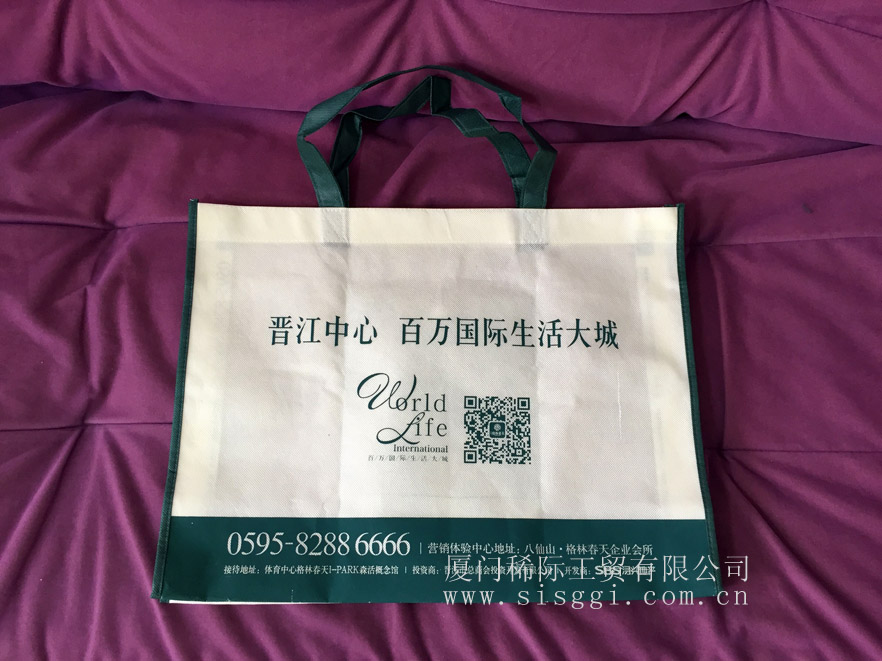 晋江中心 百万国际生活大城
World
Life
International
百/万/国/际/生/活/大/城
0595-8288 6666 | 营销体验中心地址: 八仙山·格林春天企业会所
接待地址: 体育中心格林春天I-PARK森活概念馆 | 投资商:
厦门稀际工贸有限公司
www.sisggi.com.cn